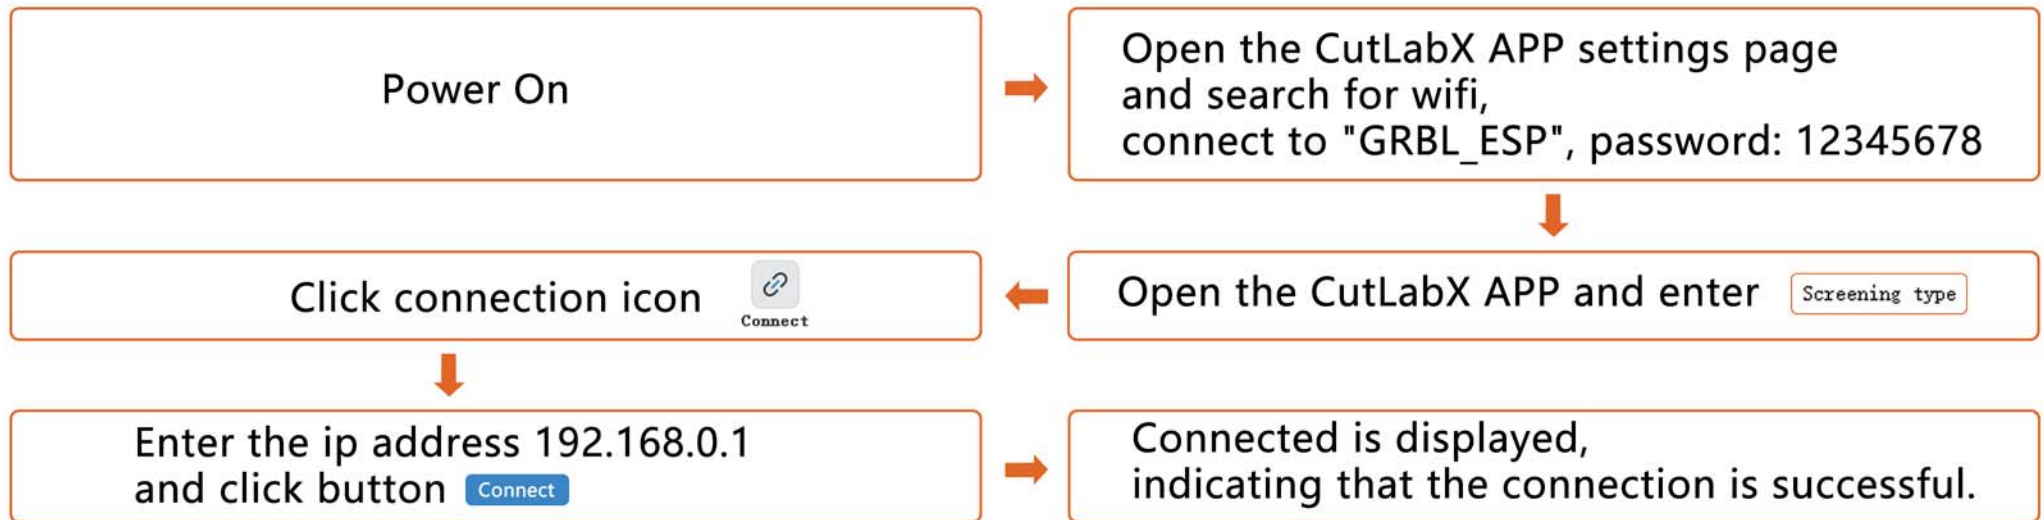 Power On
Open the CutLabX APP settings page
and search for wifi,
connect to "GRBL_ESP", password: 12345678
Open the CutLabX APP and enter Screening type
Click connection icon
Connect
Enter the ip address 192.168.0.1
and click button Connect
Connected is displayed,
indicating that the connection is successful.